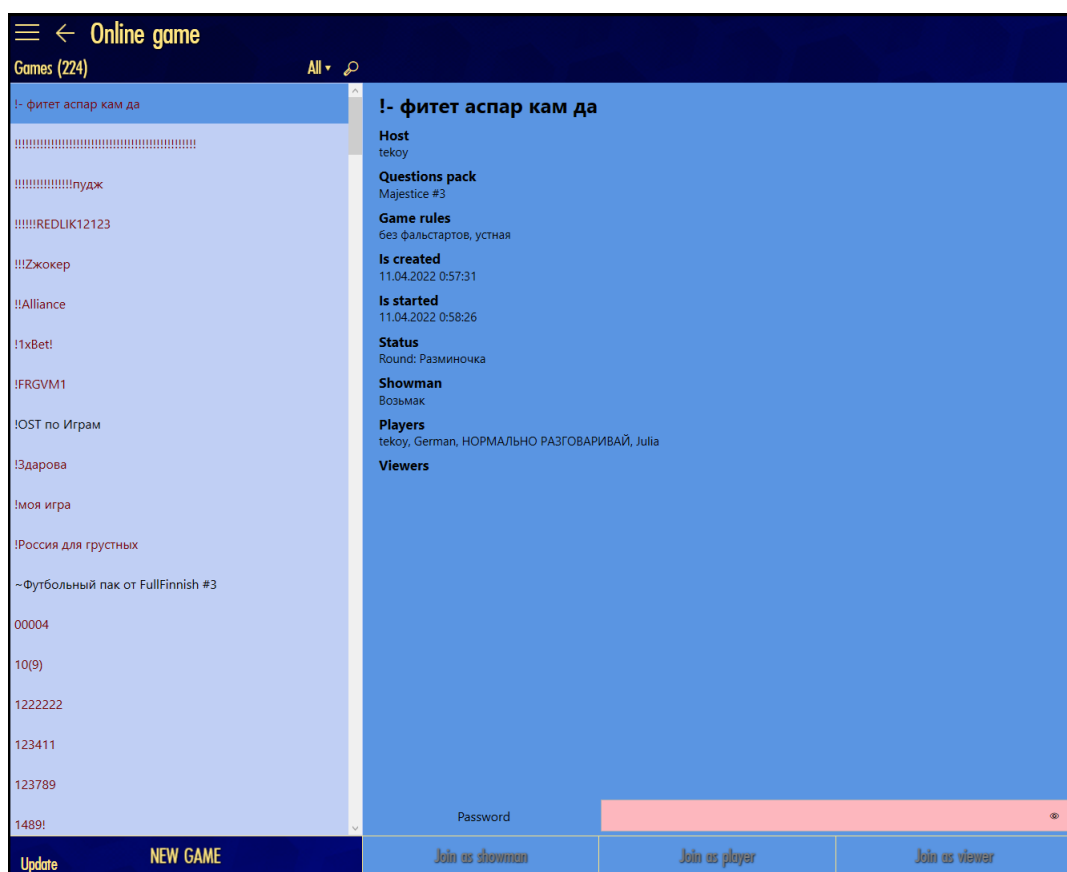 Online game
Games (224)
All
!- фитет аспар кам да
!!!!!!!!!!!!!!!!!!!!!!!!!!!!!!!!!!!!!!!!!!!!!!!!!!
!!!!!!!!!!!!!!!!пудж
!!!!!!REDLIK12123
!!!Zжокер
!!Alliance
!1xBet!
!FRGVM1
!OST по Играм
!Здарова
!моя игра
!Россия для грустных
~Футбольный пак от FullFinnish #3
00004
10(9)
1222222
123411
123789
1489!
Update
NEW GAME
!- фитет аспар кам да
Host
tekoy
Questions pack
Majestice #3
Game rules
без фальстартов, устная
Is created
11.04.2022 0:57:31
Is started
11.04.2022 0:58:26
Status
Round: Разминочка
Showman
Возьмак
Players
tekoy, German, НОРМАЛЬНО РАЗГОВАРИВАЙ, Julia
Viewers
Password
Join as showman
Join as player
Join as viewer